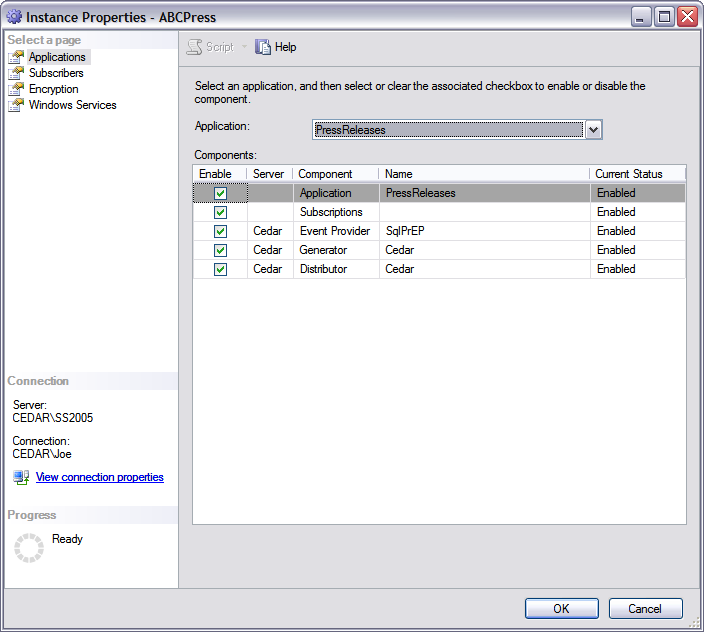 Instance Properties - ABCPress
Select a page
Applications
Subscribers
Encryption
Windows Services
Script
Help
Select an application, and then select or clear the associated checkbox to enable or disable the
component.
Application:
PressReleases
Components:
Enable Server Component Name Current Status
Application PressReleases Enabled
Subscriptions Enabled
Cedar Event Provider SqlPrEP Enabled
Cedar Generator Cedar Enabled
Cedar Distributor Cedar Enabled
Connection
Server:
CEDAR\SS2005
Connection:
CEDAR\Joe
View connection properties
Progress
Ready
OK Cancel